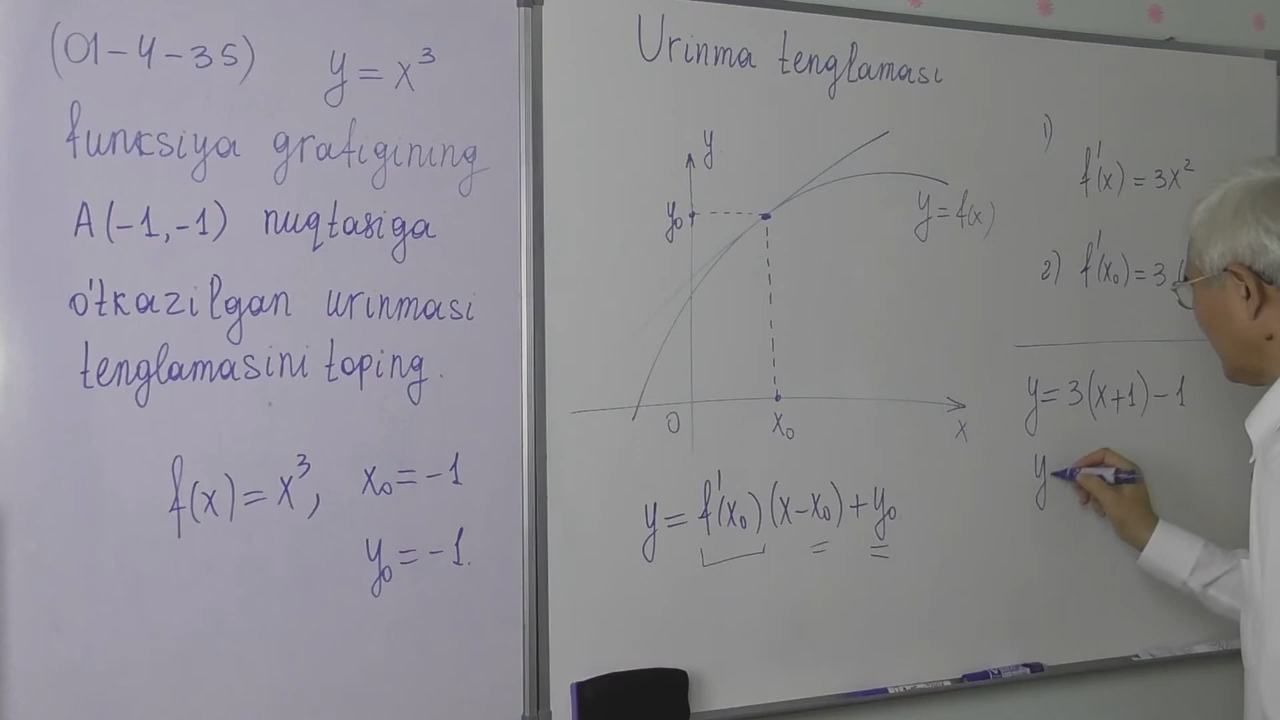 (01-4-35) y = x³
funksiya grafigining
A(-1,-1) nuqtasiga
o'tkazilgan urinmasi
tenglamasini toping.
f(x) = x³, x₀ = -1
y₀ = -1.
Urinma tenglamasi
y
y₀
y = f(x)
0
x₀
x
y = f'(x₀)(x-x₀)+y₀
1)
f'(x) = 3x²
2) f'(x₀) = 3
y = 3(x+1)-1
y